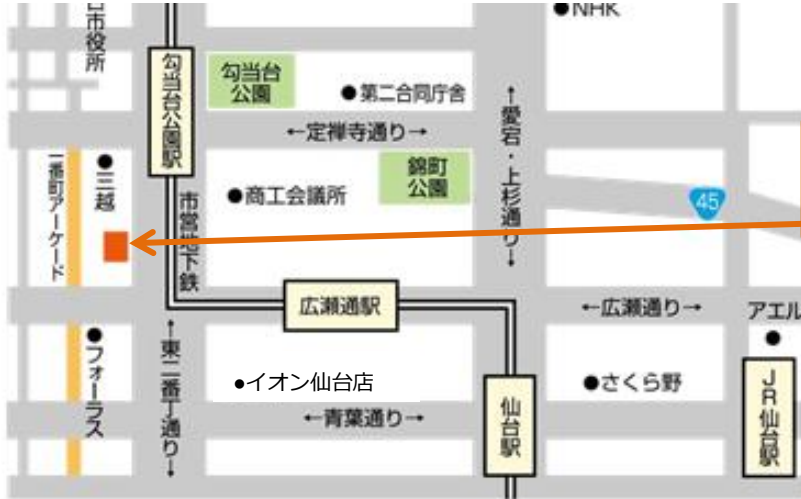 台市役所
NHK
勾当台公園駅
勾当台
公園
●第二合同庁舎
←愛宕・上杉通り→
←定禅寺通り→
一番町アーケード
●三越
市営地下鉄
●商工会議所
錦町
公園
45
広瀬通駅
←広瀬通り→
アエル
●フォーラス
←東二番丁通り→
●イオン仙台店
●さくら野
←青葉通り→
仙台駅
JR仙台駅